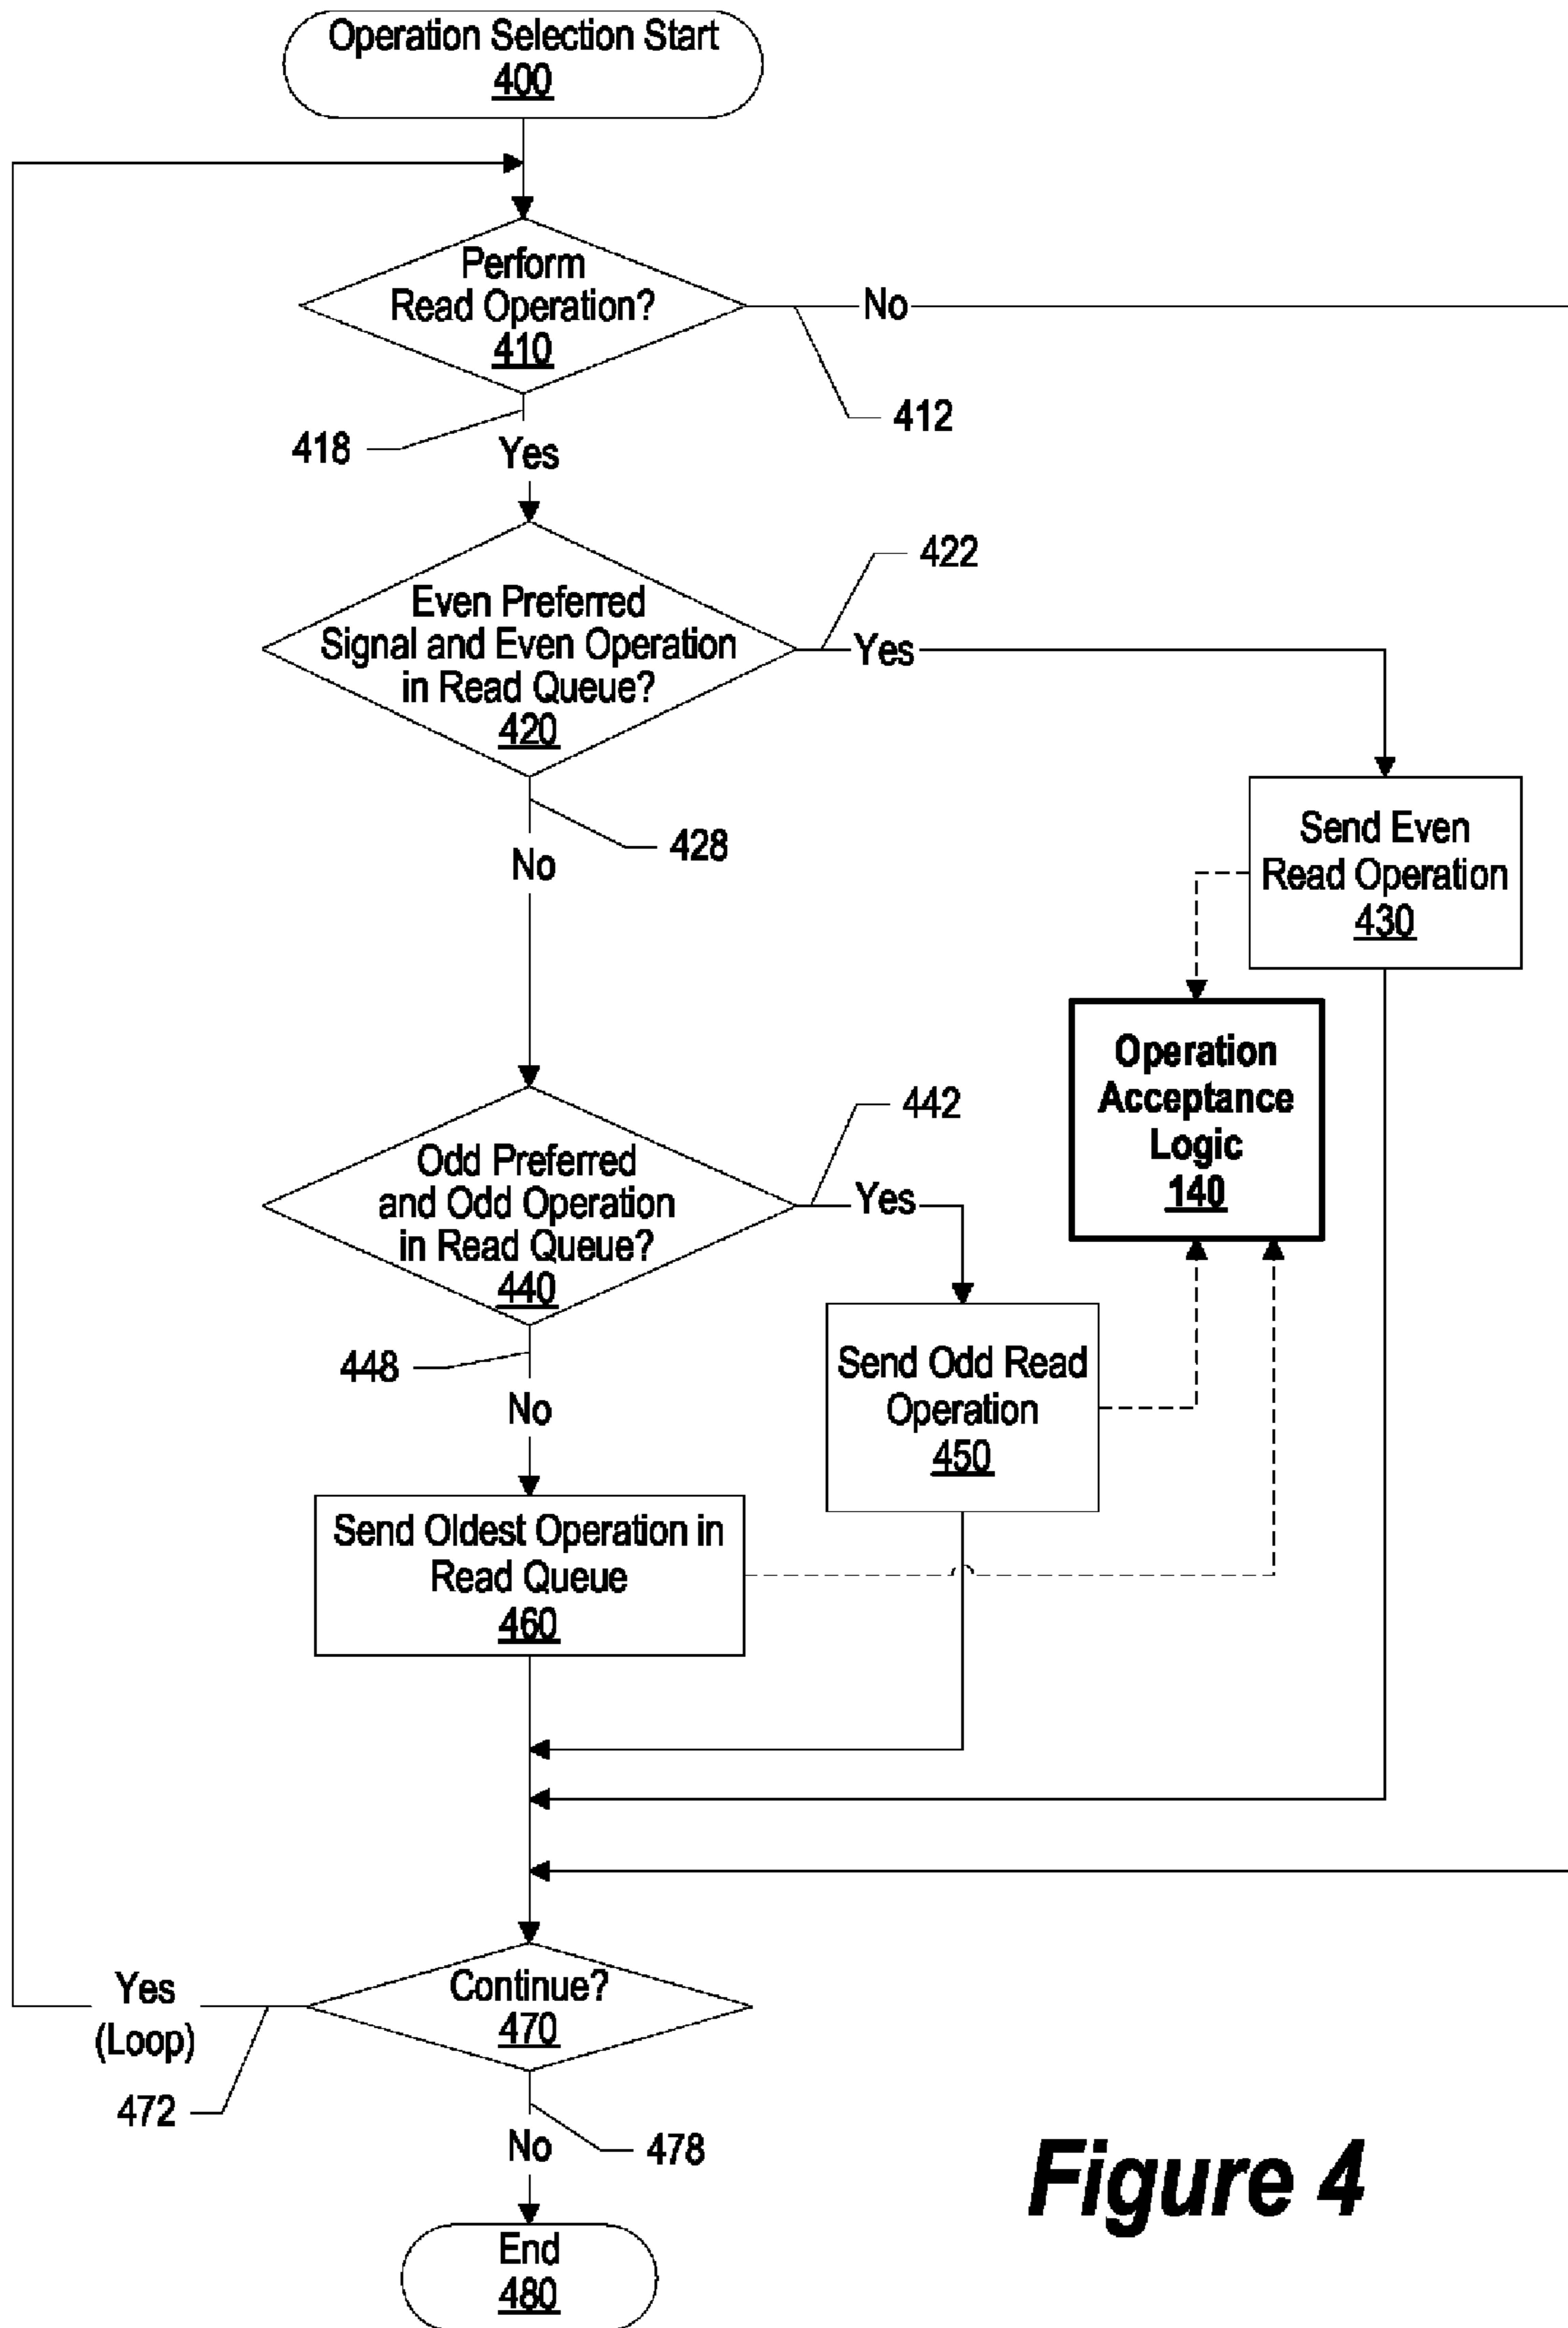 Operation Selection Start
400
Perform
Read Operation?
410
No
412
418
Yes
422
Even Preferred
Signal and Even Operation
in Read Queue?
420
Yes
428
No
Send Even
Read Operation
430
Operation
Acceptance
Logic
140
442
Odd Preferred
and Odd Operation
in Read Queue?
440
Yes
448
No
Send Odd Read
Operation
450
Send Oldest Operation in
Read Queue
460
Continue?
470
Yes
(Loop)
472
478
No
End
480
Figure 4